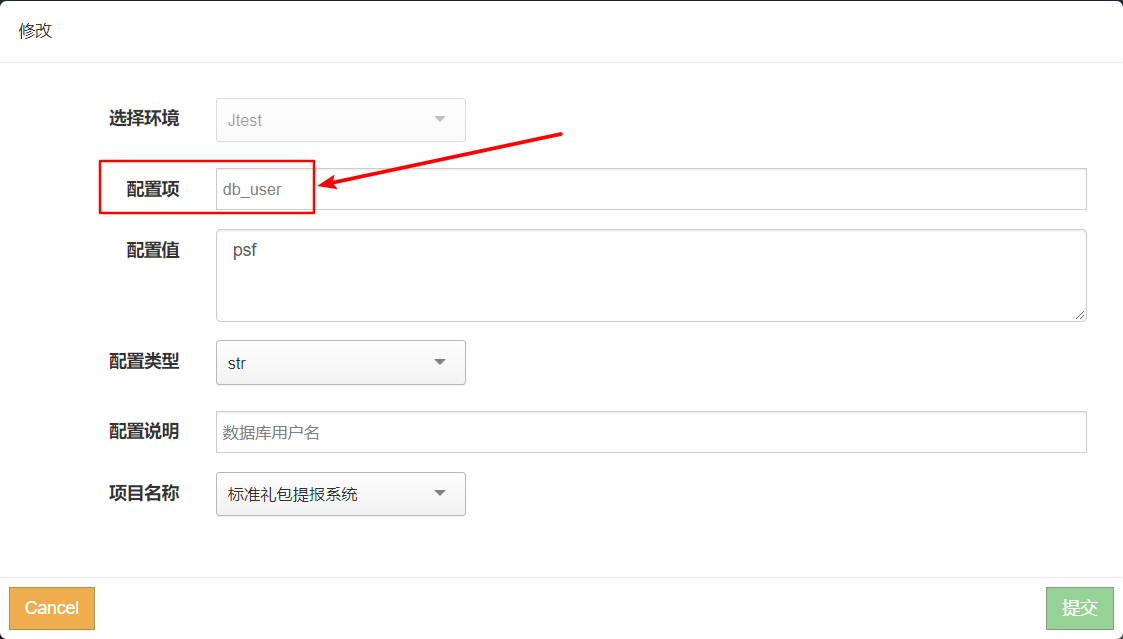 修改
选择环境 Jtest
配置项 db_user
配置值 psf
配置类型 str
配置说明 数据库用户名
项目名称 标准礼包提报系统
Cancel 提交